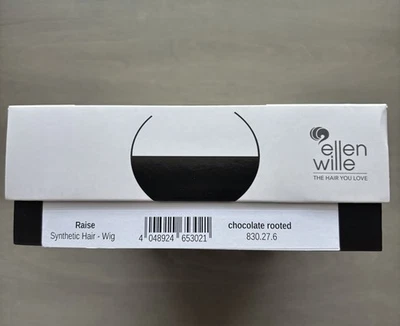 ellen
wille
THE HAIR YOU LOVE
Raise
Synthetic Hair - Wig
4 048924 653021
chocolate rooted
830.27.6